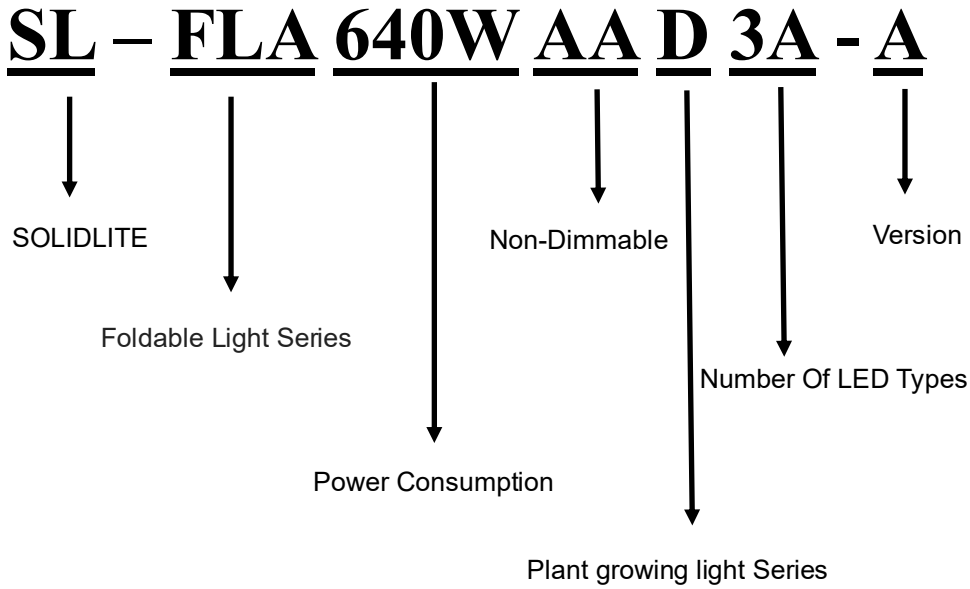 SL – FLA 640W AA D 3A - A
SOLIDLITE
Non-Dimmable
Version
Foldable Light Series
Number Of LED Types
Power Consumption
Plant growing light Series